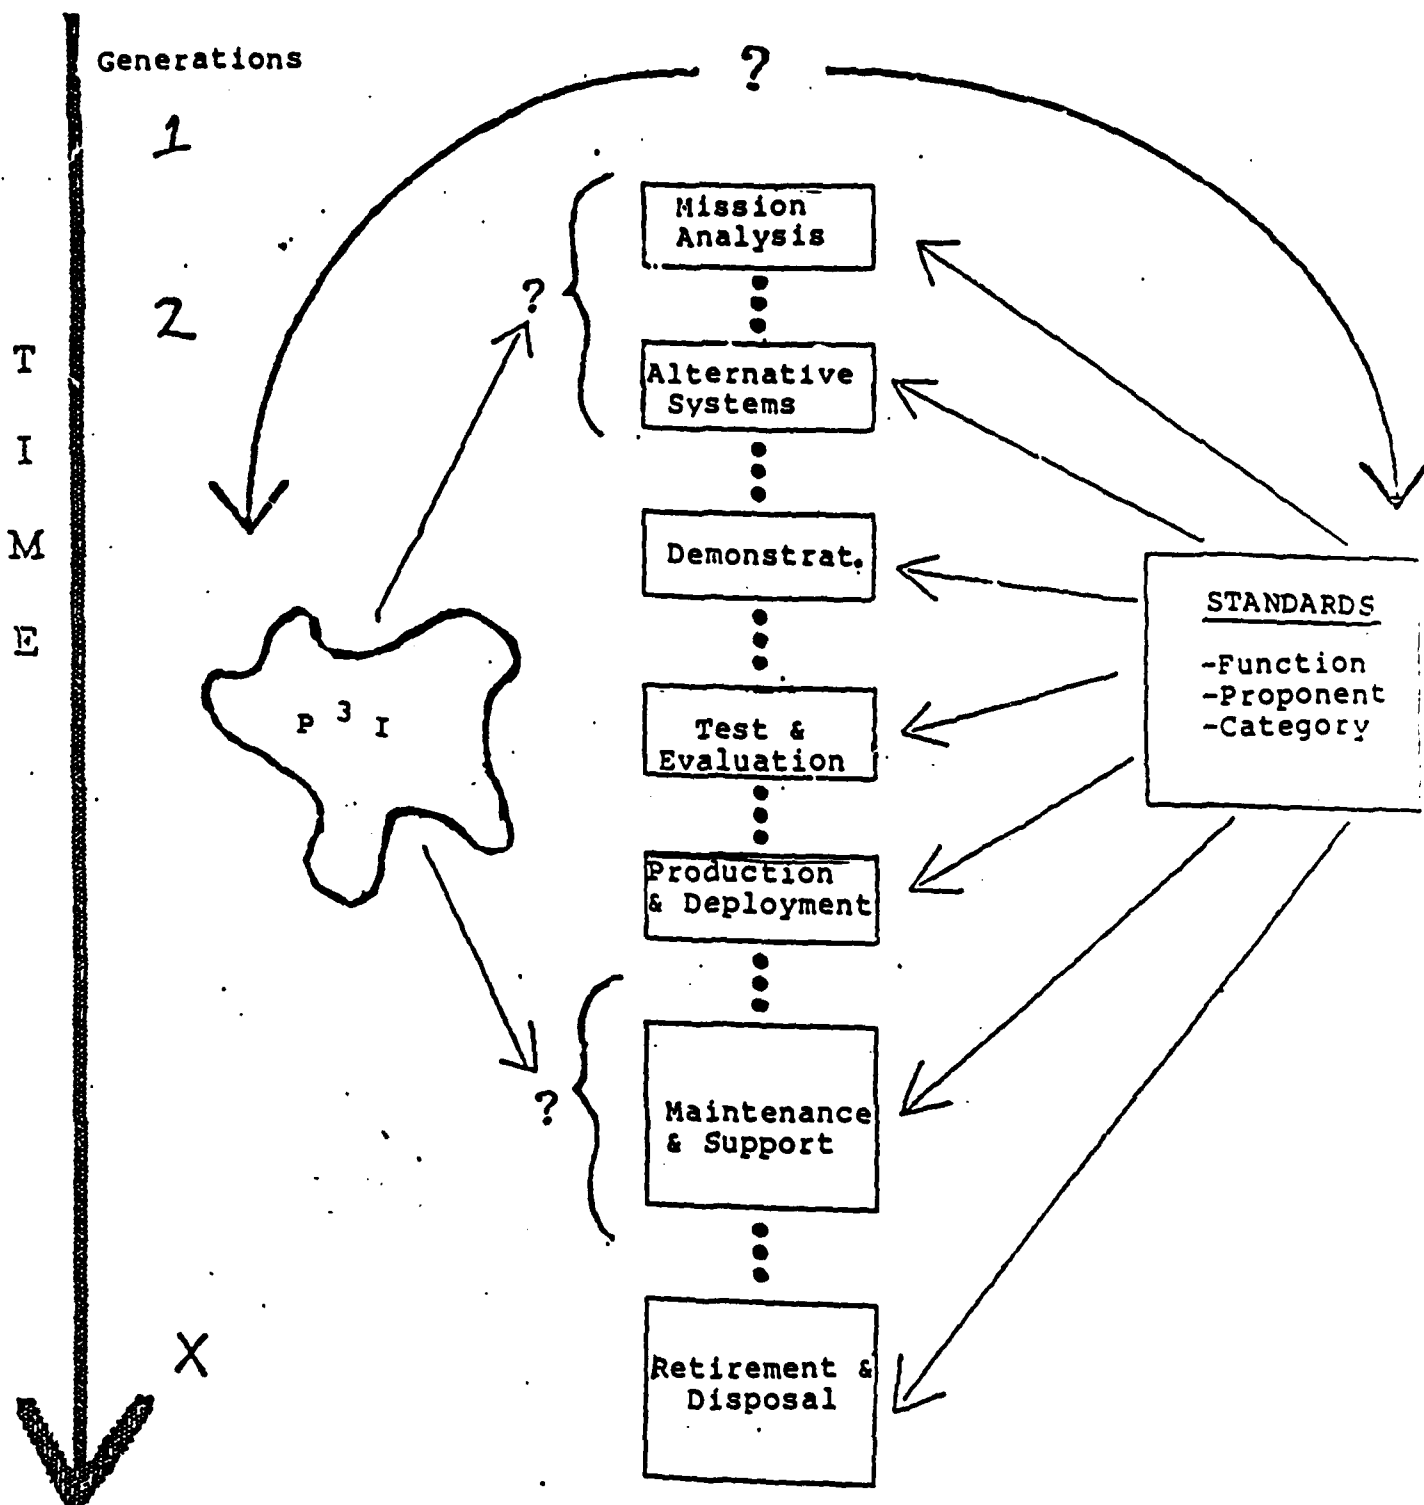 Generations
?
1
Mission
Analysis
?
2
T
I
M
E
Alternative
Systems
Demonstrat.
STANDARDS
-Function
-Proponent
-Category
P 3 I
Test &
Evaluation
Production
& Deployment
?
Maintenance
& Support
X
Retirement &
Disposal